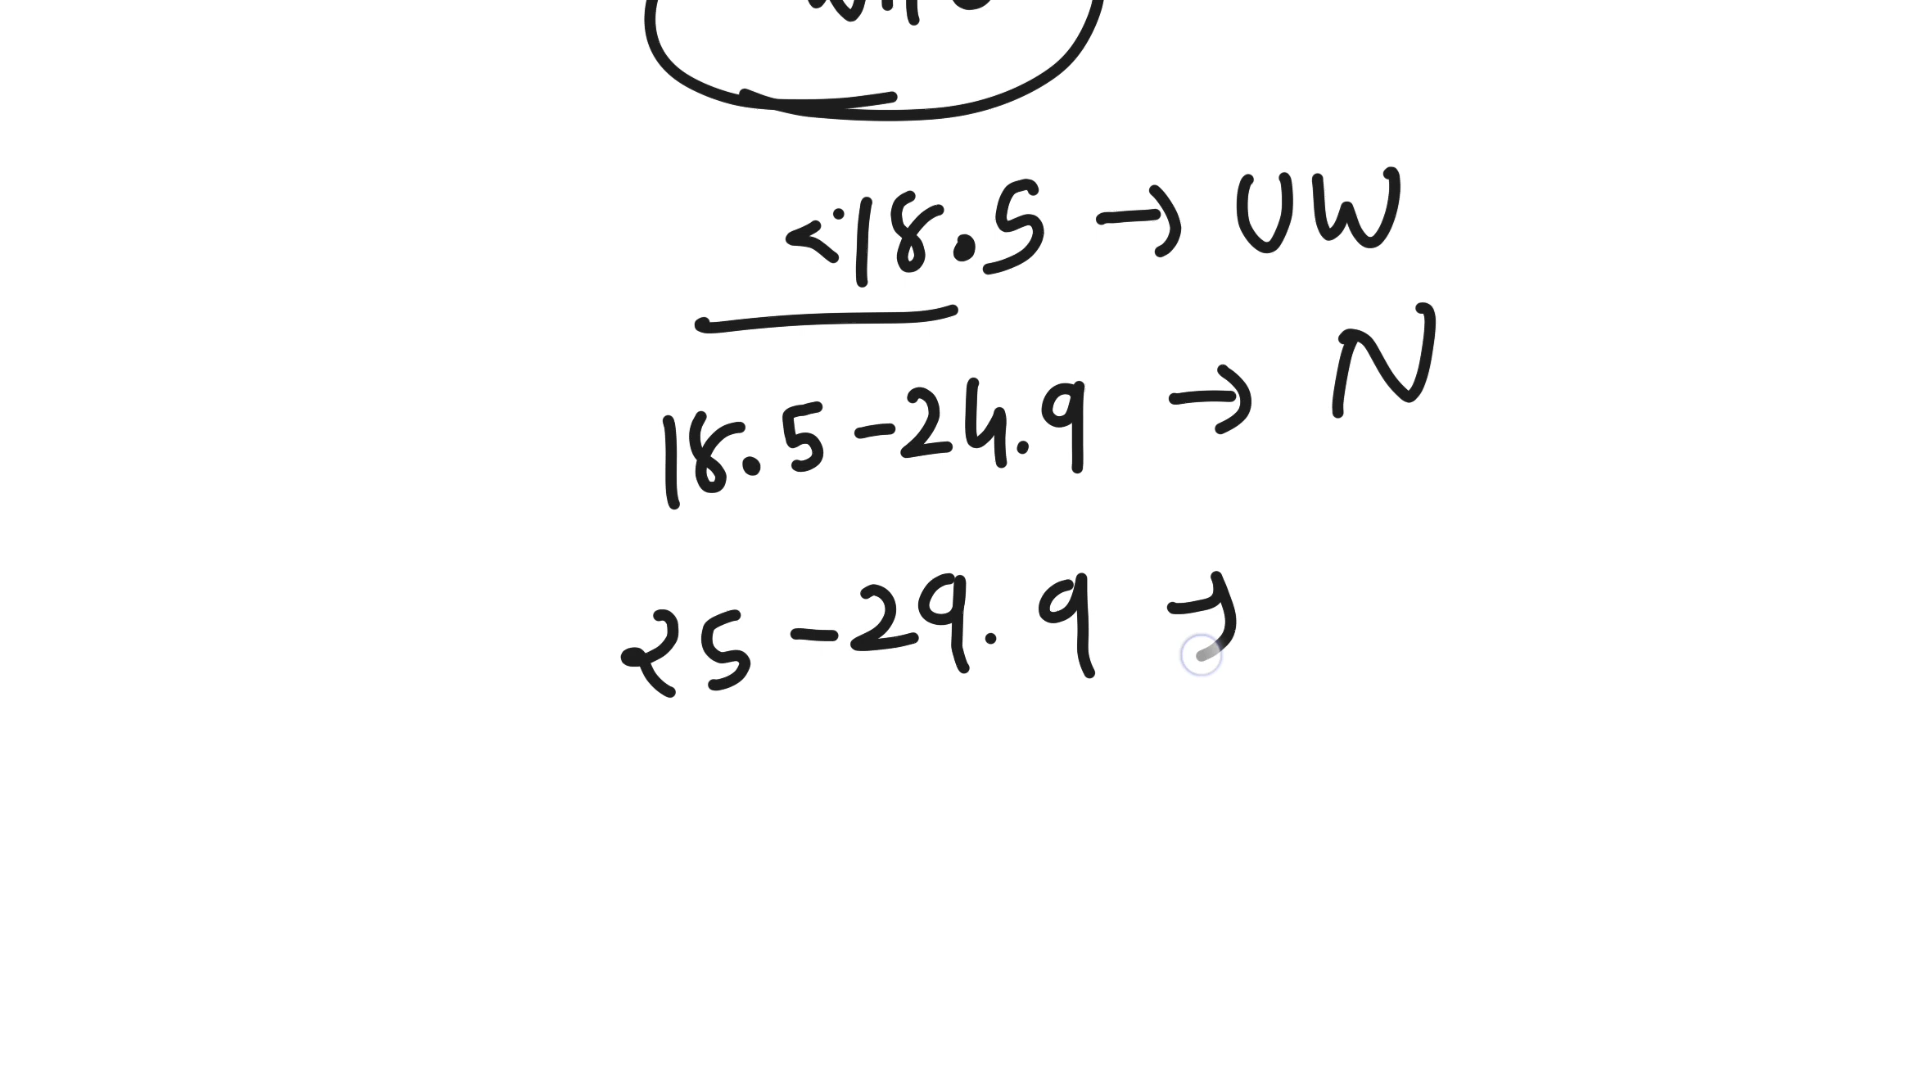 <18.5 → UW
18.5-24.9 → N
25-29.9 →